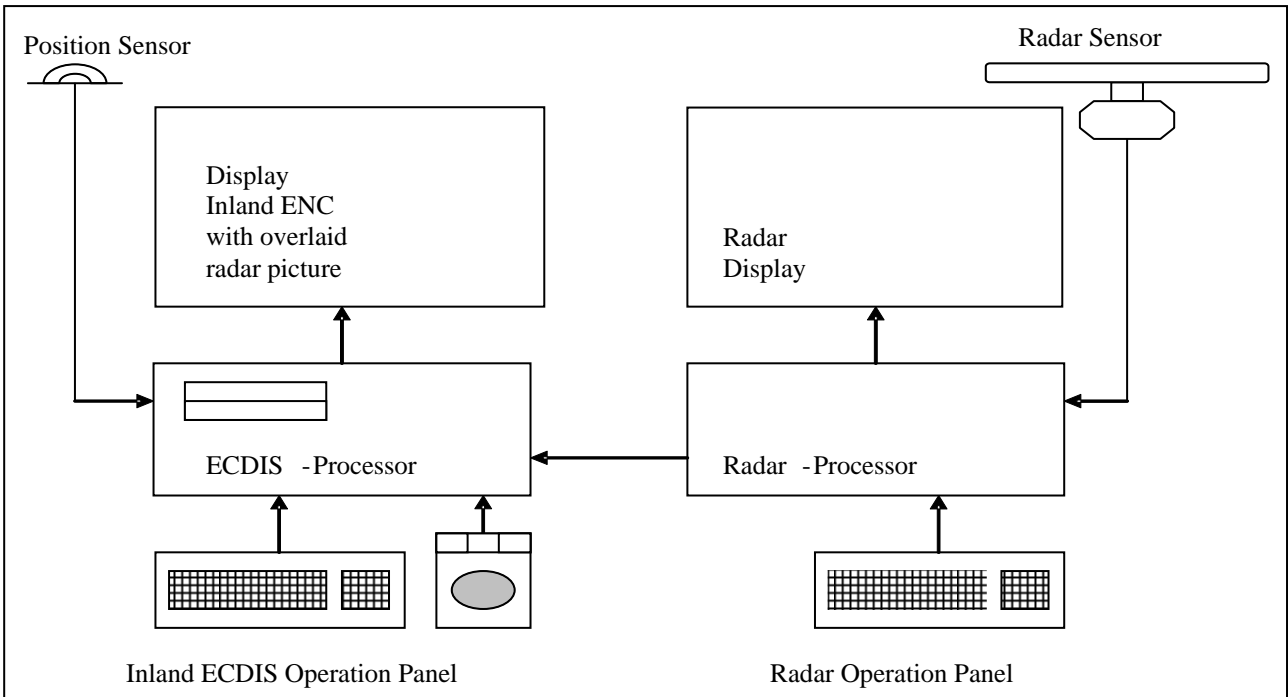 Position Sensor
Radar Sensor
Display
Inland ENC
with overlaid
radar picture
Radar
Display
ECDIS -Processor
Radar -Processor
Inland ECDIS Operation Panel
Radar Operation Panel